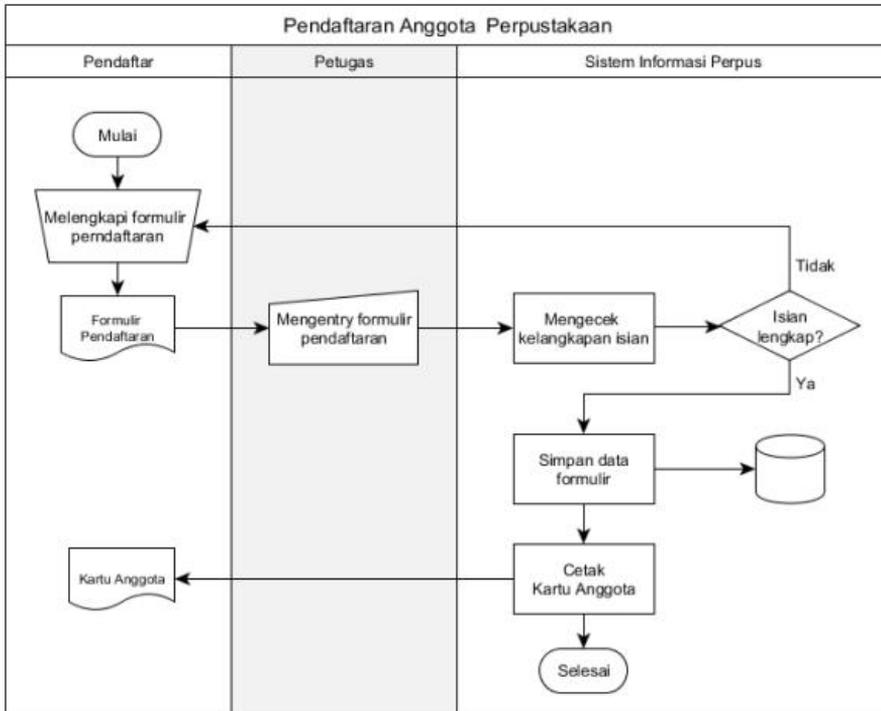 Pendaftaran Anggota Perpustakaan
Pendaftar
Petugas
Sistem Informasi Perpus
Mulai
Melengkapi formulir
perndaftaran
Tidak
Formulir
Pendaftaran
Mengentry formulir
pendaftaran
Mengecek
kelangkapan isian
Isian
lengkap?
Ya
Simpan data
formulir
Kartu Anggota
Cetak
Kartu Anggota
Selesai